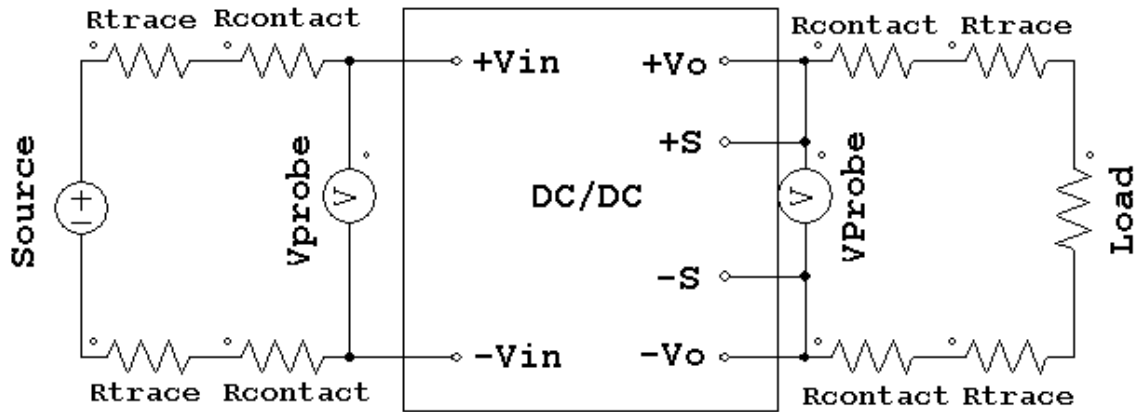 Rtrace Rcontact
Rcontact Rtrace
+Vin
+Vo
+S
Source
Vprobe
V
DC/DC
V
VProbe
Load
-S
-Vin
-Vo
Rtrace Rcontact
Rcontact Rtrace